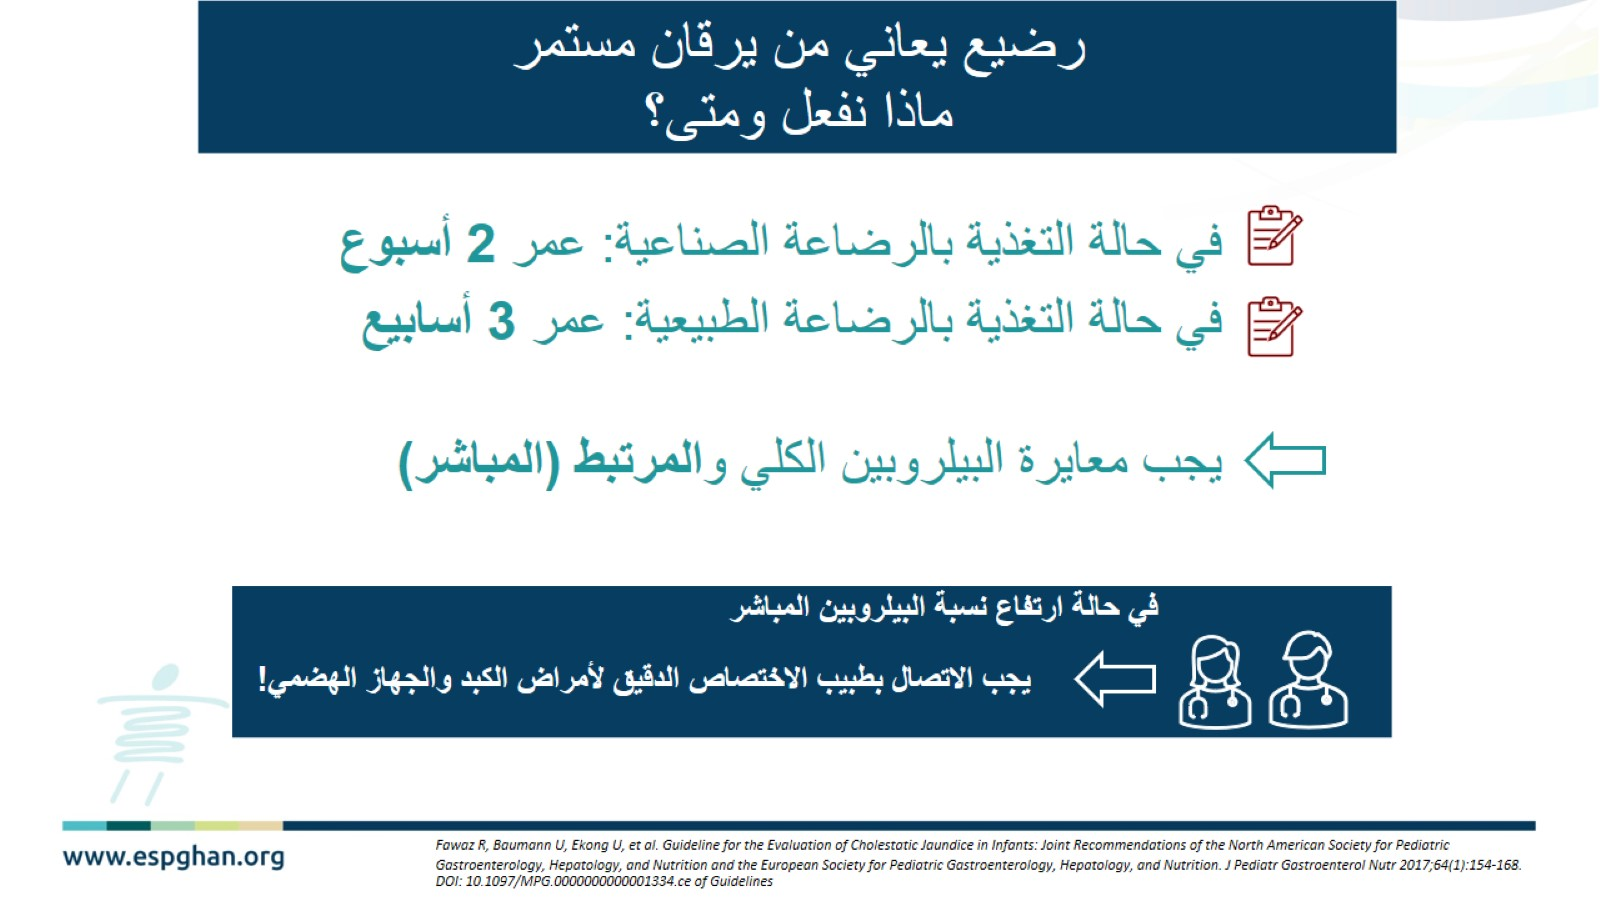 رضيع يعاني من يرقان مستمر
ماذا نفعل ومتى؟
في حالة التغذية بالرضاعة الصناعية: عمر 2 أسبوع
في حالة التغذية بالرضاعة الطبيعية: عمر 3 أسابيع
يجب معايرة البيلروبين الكلي والمرتبط (المباشر)
في حالة ارتفاع نسبة البيلروبين المباشر
يجب الاتصال بطبيب الاختصاص الدقيق لأمراض الكبد والجهاز الهضمي!
www.espghan.org
Fawaz R, Baumann U, Ekong U, et al. Guideline for the Evaluation of Cholestatic Jaundice in Infants: Joint Recommendations of the North American Society for Pediatric
Gastroenterology, Hepatology, and Nutrition and the European Society for Pediatric Gastroenterology, Hepatology, and Nutrition. J Pediatr Gastroenterol Nutr 2017;64(1):154-168.
DOI: 10.1097/MPG.0000000000001334.ce of Guidelines